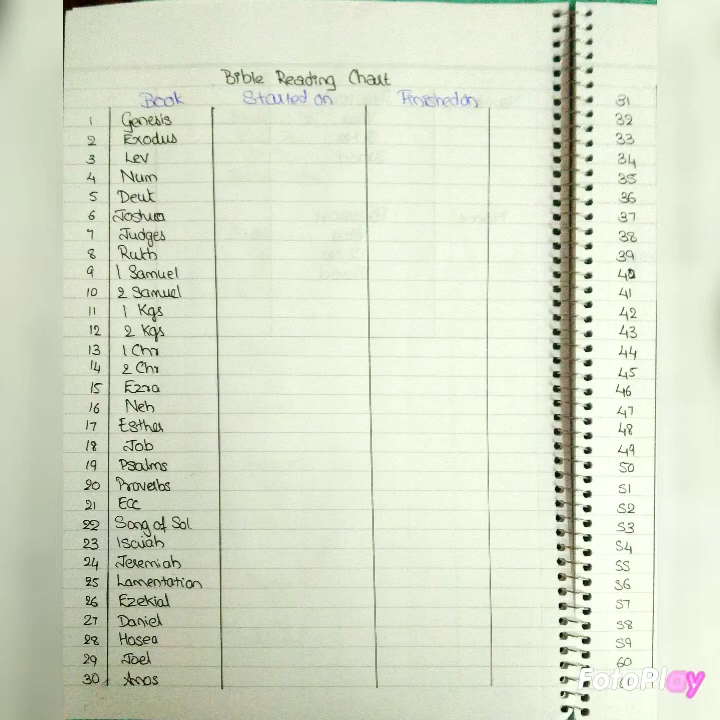 Bible Reading Chart
Book Started on Finished on
1 Genesis
2 Exodus
3 Lev
4 Num
5 Deut
6 Joshua
7 Judges
8 Ruth
9 1 Samuel
10 2 Samuel
11 1 Kgs
12 2 Kgs
13 1 Chr
14 2 Chr
15 Ezra
16 Neh
17 Esther
18 Job
19 Psalms
20 Proverbs
21 Ecc
22 Song of Sol
23 Isaiah
24 Jeremiah
25 Lamentation
26 Ezekial
27 Daniel
28 Hosea
29 Joel
30 Amos
31
32
33
34
35
36
37
38
39
40
41
42
43
44
45
46
47
48
49
50
51
52
53
54
55
56
57
58
59
60
61
FotoPlay